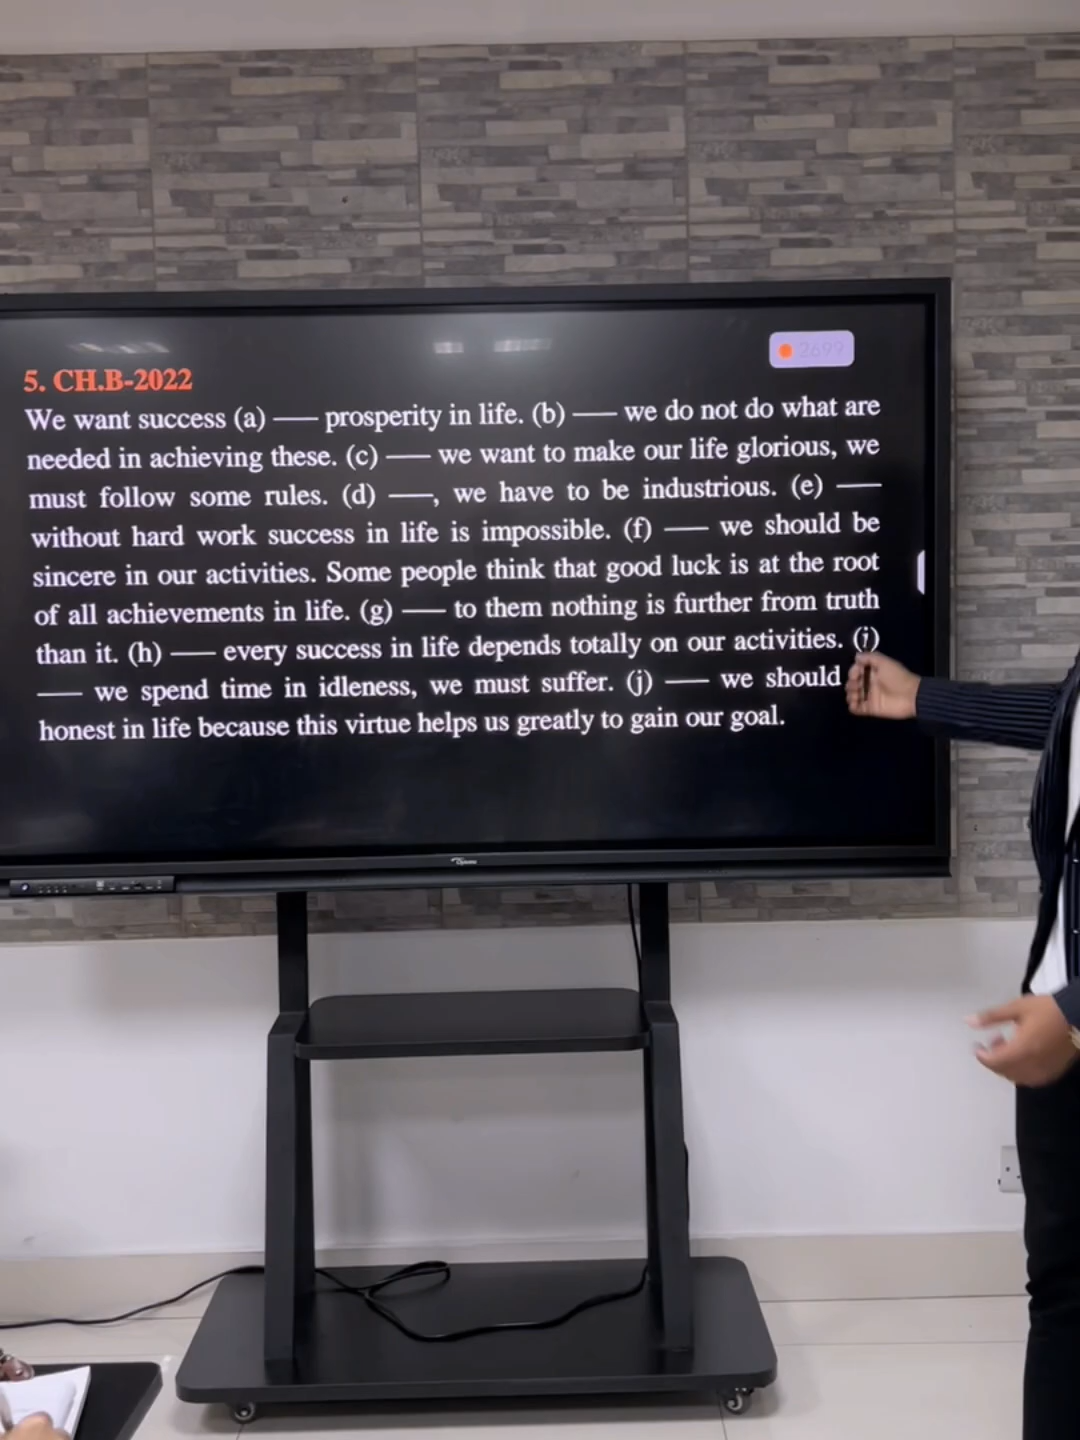 2699
5. CH.B-2022
We want success (a) —— prosperity in life. (b) —— we do not do what are
needed in achieving these. (c) —— we want to make our life glorious, we
must follow some rules. (d) ——, we have to be industrious. (e) ——
without hard work success in life is impossible. (f) —— we should be
sincere in our activities. Some people think that good luck is at the root
of all achievements in life. (g) —— to them nothing is further from truth
than it. (h) —— every success in life depends totally on our activities. (i)
—— we spend time in idleness, we must suffer. (j) —— we should
honest in life because this virtue helps us greatly to gain our goal.